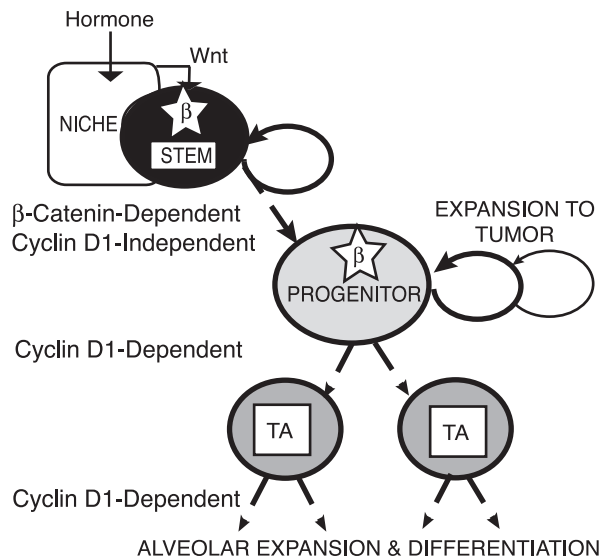 Hormone
Wnt
β
NICHE
STEM
β-Catenin-Dependent
Cyclin D1-Independent
EXPANSION TO
TUMOR
β
PROGENITOR
Cyclin D1-Dependent
TA
TA
Cyclin D1-Dependent
ALVEOLAR EXPANSION & DIFFERENTIATION